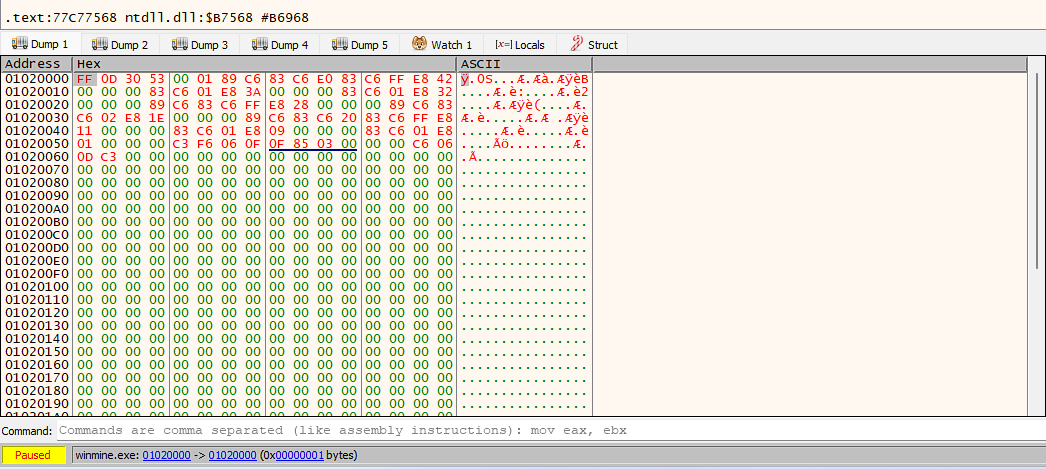 .text:77C77568 ntdll.dll:$B7568 #B6968
Dump 1 Dump 2 Dump 3 Dump 4 Dump 5 Watch 1 [x=] Locals Struct
Address Hex ASCII
01020000 FF 0D 30 53 00 01 89 C6 83 C6 E0 83 C6 FF E8 42 ÿ.0S...Æ.Æà.ÆÿèB
01020010 00 00 00 83 C6 01 E8 3A 00 00 00 83 C6 01 E8 32 ....Æ.è:....Æ.è2
01020020 00 00 00 89 C6 83 C6 FF E8 28 00 00 00 89 C6 83 ....Æ.Æÿè(....Æ.
01020030 C6 02 E8 1E 00 00 00 89 C6 83 C6 20 83 C6 FF E8 Æ.è.....Æ.Æ .Æÿè
01020040 11 00 00 00 83 C6 01 E8 09 00 00 00 83 C6 01 E8 .....Æ.è.....Æ.è
01020050 01 00 00 00 C3 F6 06 0F 0F 85 03 00 00 00 C6 06 ....Ãö........Æ.
01020060 0D C3 00 00 00 00 00 00 00 00 00 00 00 00 00 00 .Ã..............
01020070 00 00 00 00 00 00 00 00 00 00 00 00 00 00 00 00 ................
01020080 00 00 00 00 00 00 00 00 00 00 00 00 00 00 00 00 ................
01020090 00 00 00 00 00 00 00 00 00 00 00 00 00 00 00 00 ................
010200A0 00 00 00 00 00 00 00 00 00 00 00 00 00 00 00 00 ................
010200B0 00 00 00 00 00 00 00 00 00 00 00 00 00 00 00 00 ................
010200C0 00 00 00 00 00 00 00 00 00 00 00 00 00 00 00 00 ................
010200D0 00 00 00 00 00 00 00 00 00 00 00 00 00 00 00 00 ................
010200E0 00 00 00 00 00 00 00 00 00 00 00 00 00 00 00 00 ................
010200F0 00 00 00 00 00 00 00 00 00 00 00 00 00 00 00 00 ................
01020100 00 00 00 00 00 00 00 00 00 00 00 00 00 00 00 00 ................
01020110 00 00 00 00 00 00 00 00 00 00 00 00 00 00 00 00 ................
01020120 00 00 00 00 00 00 00 00 00 00 00 00 00 00 00 00 ................
01020130 00 00 00 00 00 00 00 00 00 00 00 00 00 00 00 00 ................
01020140 00 00 00 00 00 00 00 00 00 00 00 00 00 00 00 00 ................
01020150 00 00 00 00 00 00 00 00 00 00 00 00 00 00 00 00 ................
01020160 00 00 00 00 00 00 00 00 00 00 00 00 00 00 00 00 ................
01020170 00 00 00 00 00 00 00 00 00 00 00 00 00 00 00 00 ................
01020180 00 00 00 00 00 00 00 00 00 00 00 00 00 00 00 00 ................
01020190 00 00 00 00 00 00 00 00 00 00 00 00 00 00 00 00 ................
010201A0 00 00 00 00 00 00 00 00 00 00 00 00 00 00 00 00 ................
Command: Commands are comma separated (like assembly instructions): mov eax, ebx
Paused winmine.exe: 01020000 -> 01020000 (0x00000001 bytes)